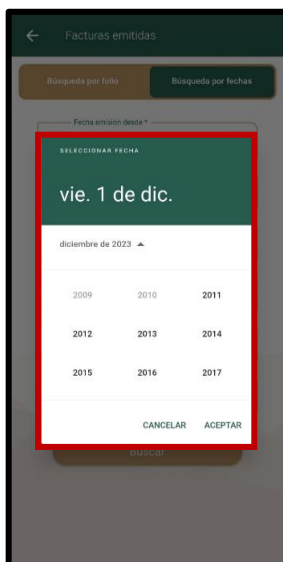 Facturas emitidas
Búsqueda por folio
Búsqueda por fechas
Fecha emisión desde *
SELECCIONAR FECHA
vie. 1 de dic.
diciembre de 2023
2009 2010 2011
2012 2013 2014
2015 2016 2017
CANCELAR ACEPTAR
Buscar